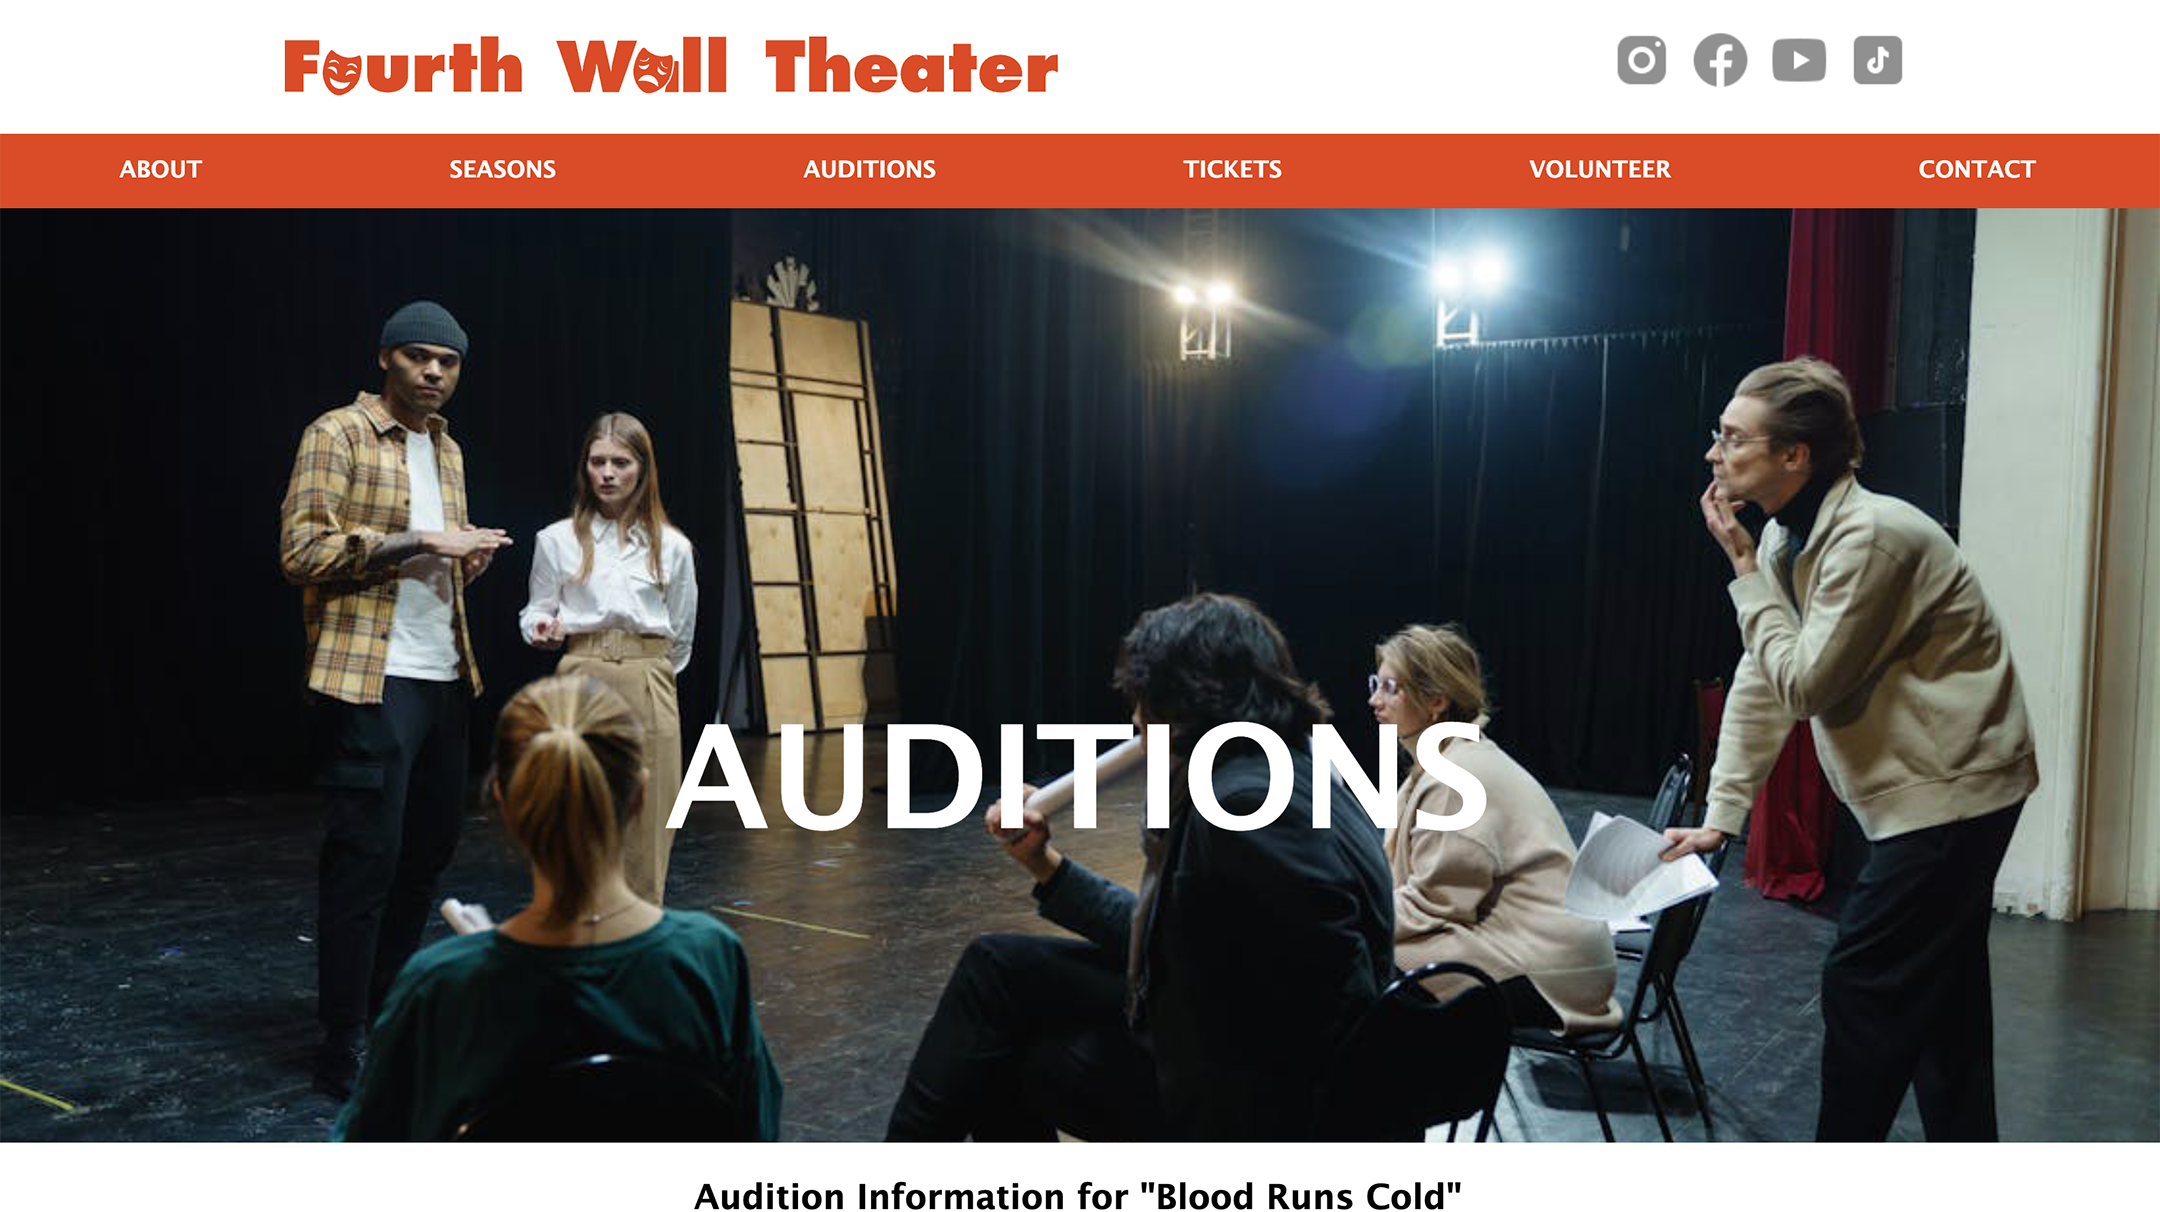 Fourth Wall Theater
ABOUT SEASONS AUDITIONS TICKETS VOLUNTEER CONTACT
AUDITIONS
Audition Information for "Blood Runs Cold"